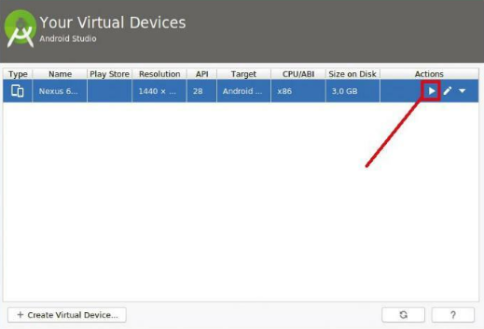 Your Virtual Devices
Android Studio
Type Name Play Store Resolution API Target CPU/ABI Size on Disk Actions
Nexus 6... 1440 × ... 28 Android ... x86 3.0 GB
+ Create Virtual Device... ?